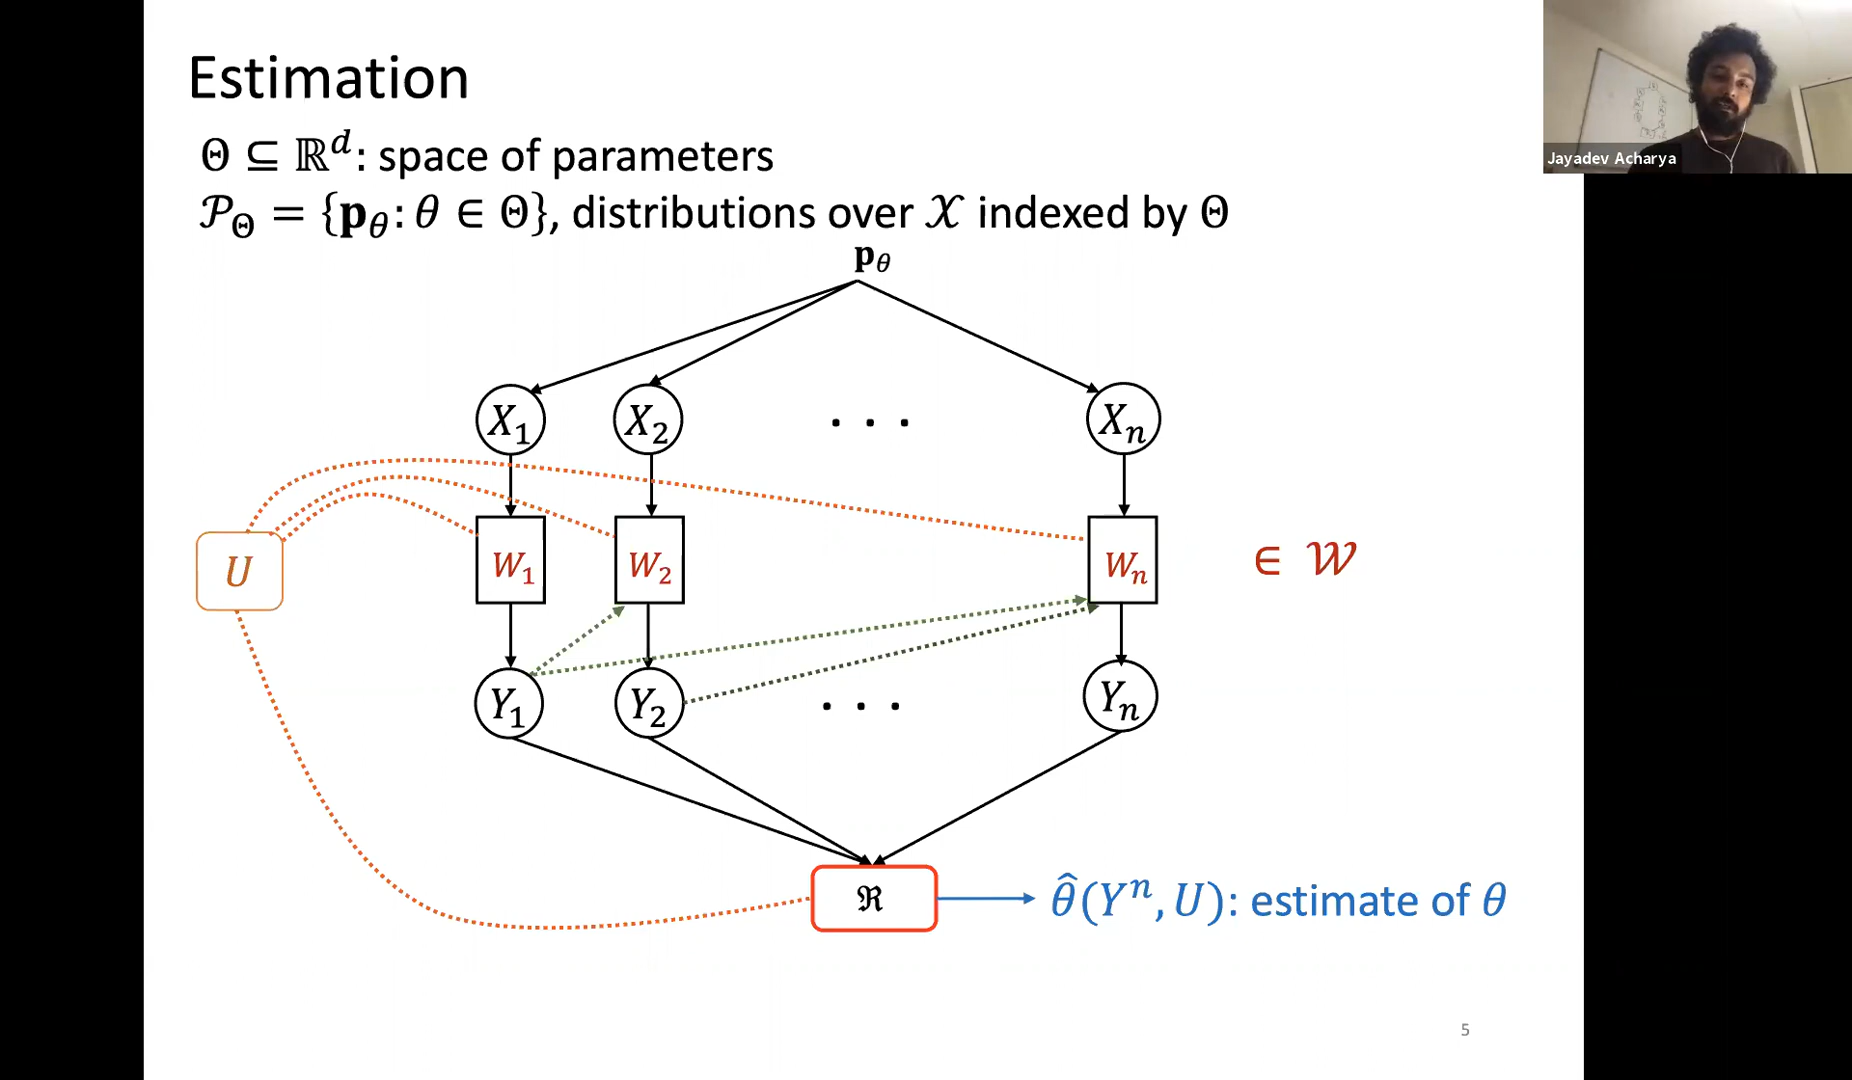 Estimation
Jayadev Acharya
Θ ⊆ ℝ^d: space of parameters
𝒫_Θ = {𝐩_θ: θ ∈ Θ}, distributions over 𝒳 indexed by Θ
𝐩_θ
X_1 X_2 . . . X_n
U W_1 W_2 W_n ∈ 𝒲
Y_1 Y_2 . . . Y_n
ℜ θ̂(Y^n, U): estimate of θ
5